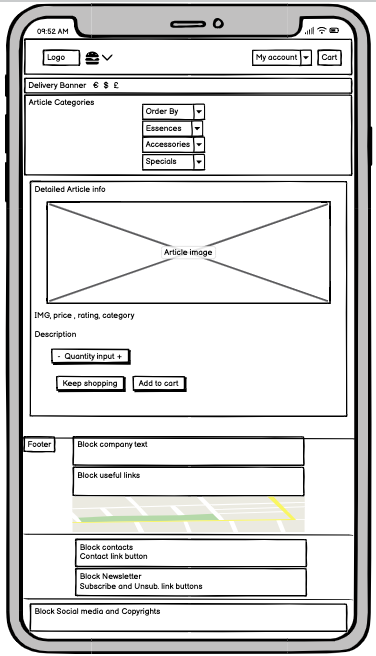 09:52 AM
Logo
My account
Cart
Delivery Banner € $ £
Article Categories
Order By
Essences
Accessories
Specials
Detailed Article info
Article image
IMG, price , rating, category
Description
- Quantity input +
Keep shopping
Add to cart
Footer
Block company text
Block useful links
Block contacts
Contact link button
Block Newsletter
Subscribe and Unsub. link buttons
Block Social media and Copyrights